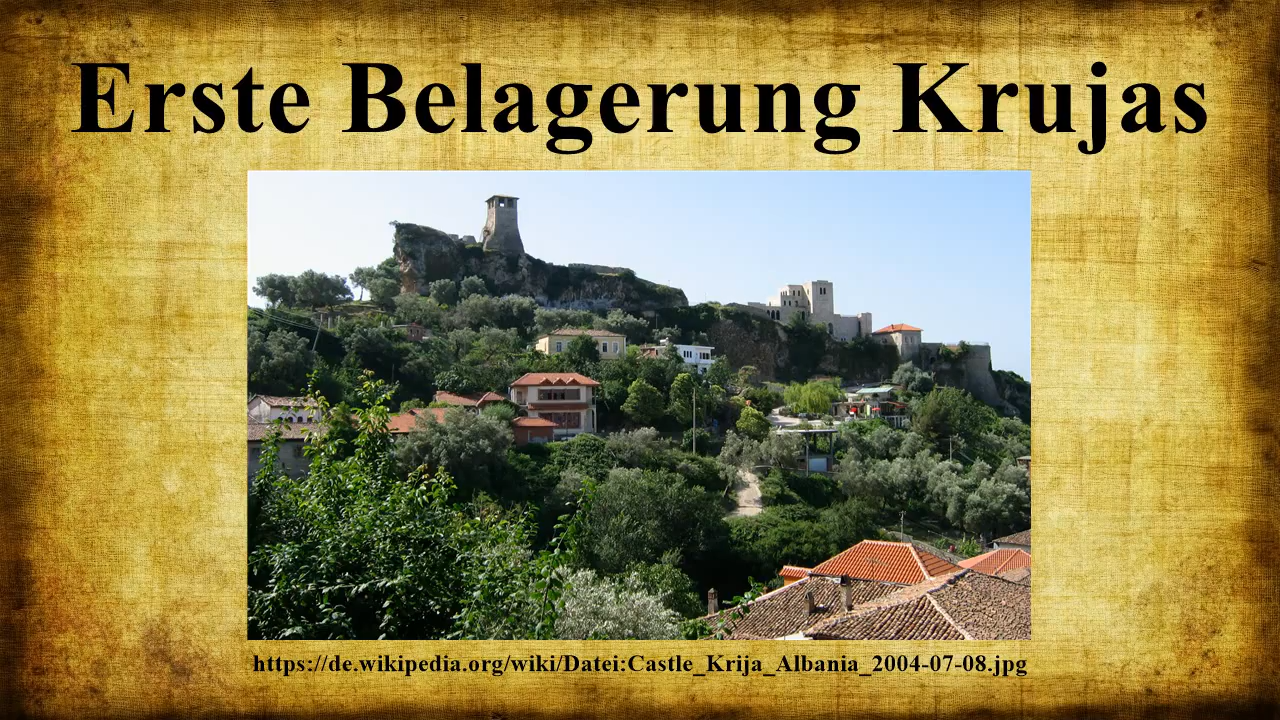 Erste Belagerung Krujas
https://de.wikipedia.org/wiki/Datei:Castle_Krija_Albania_2004-07-08.jpg